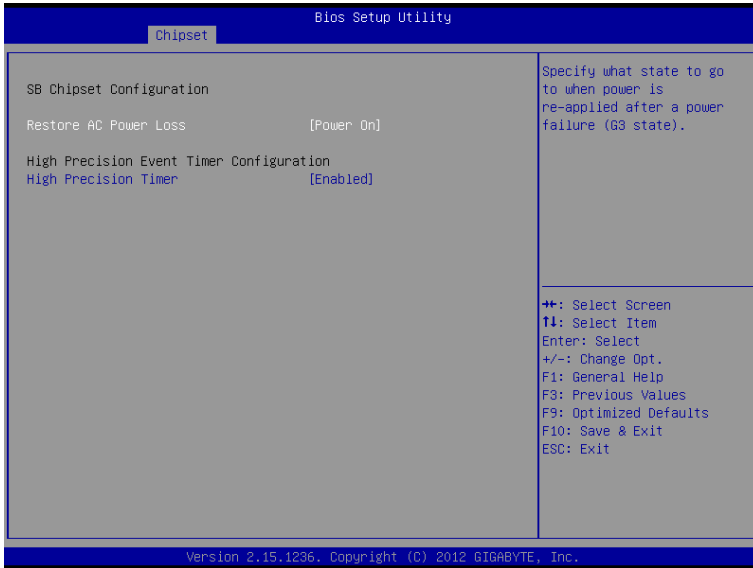 Bios Setup Utility
Chipset
SB Chipset Configuration
Restore AC Power Loss [Power On]
High Precision Event Timer Configuration
High Precision Timer [Enabled]
Specify what state to go
to when power is
re-applied after a power
failure (G3 state).
→←: Select Screen
↑↓: Select Item
Enter: Select
+/-: Change Opt.
F1: General Help
F3: Previous Values
F9: Optimized Defaults
F10: Save & Exit
ESC: Exit
Version 2.15.1236. Copyright (C) 2012 GIGABYTE, Inc.